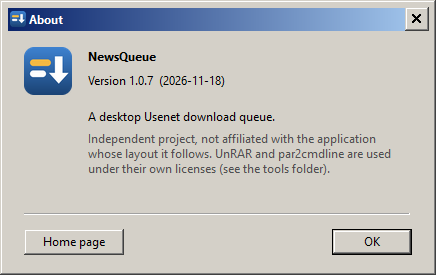 About
NewsQueue
Version 1.0.7 (2026-11-18)
A desktop Usenet download queue.
Independent project, not affiliated with the application
whose layout it follows. UnRAR and par2cmdline are used
under their own licenses (see the tools folder).
Home page
OK